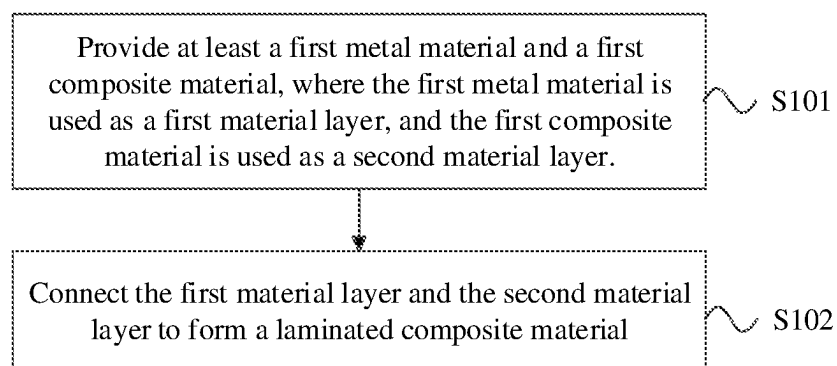 Provide at least a first metal material and a first
composite material, where the first metal material is
used as a first material layer, and the first composite
material is used as a second material layer.
S101
Connect the first material layer and the second material
layer to form a laminated composite material
S102